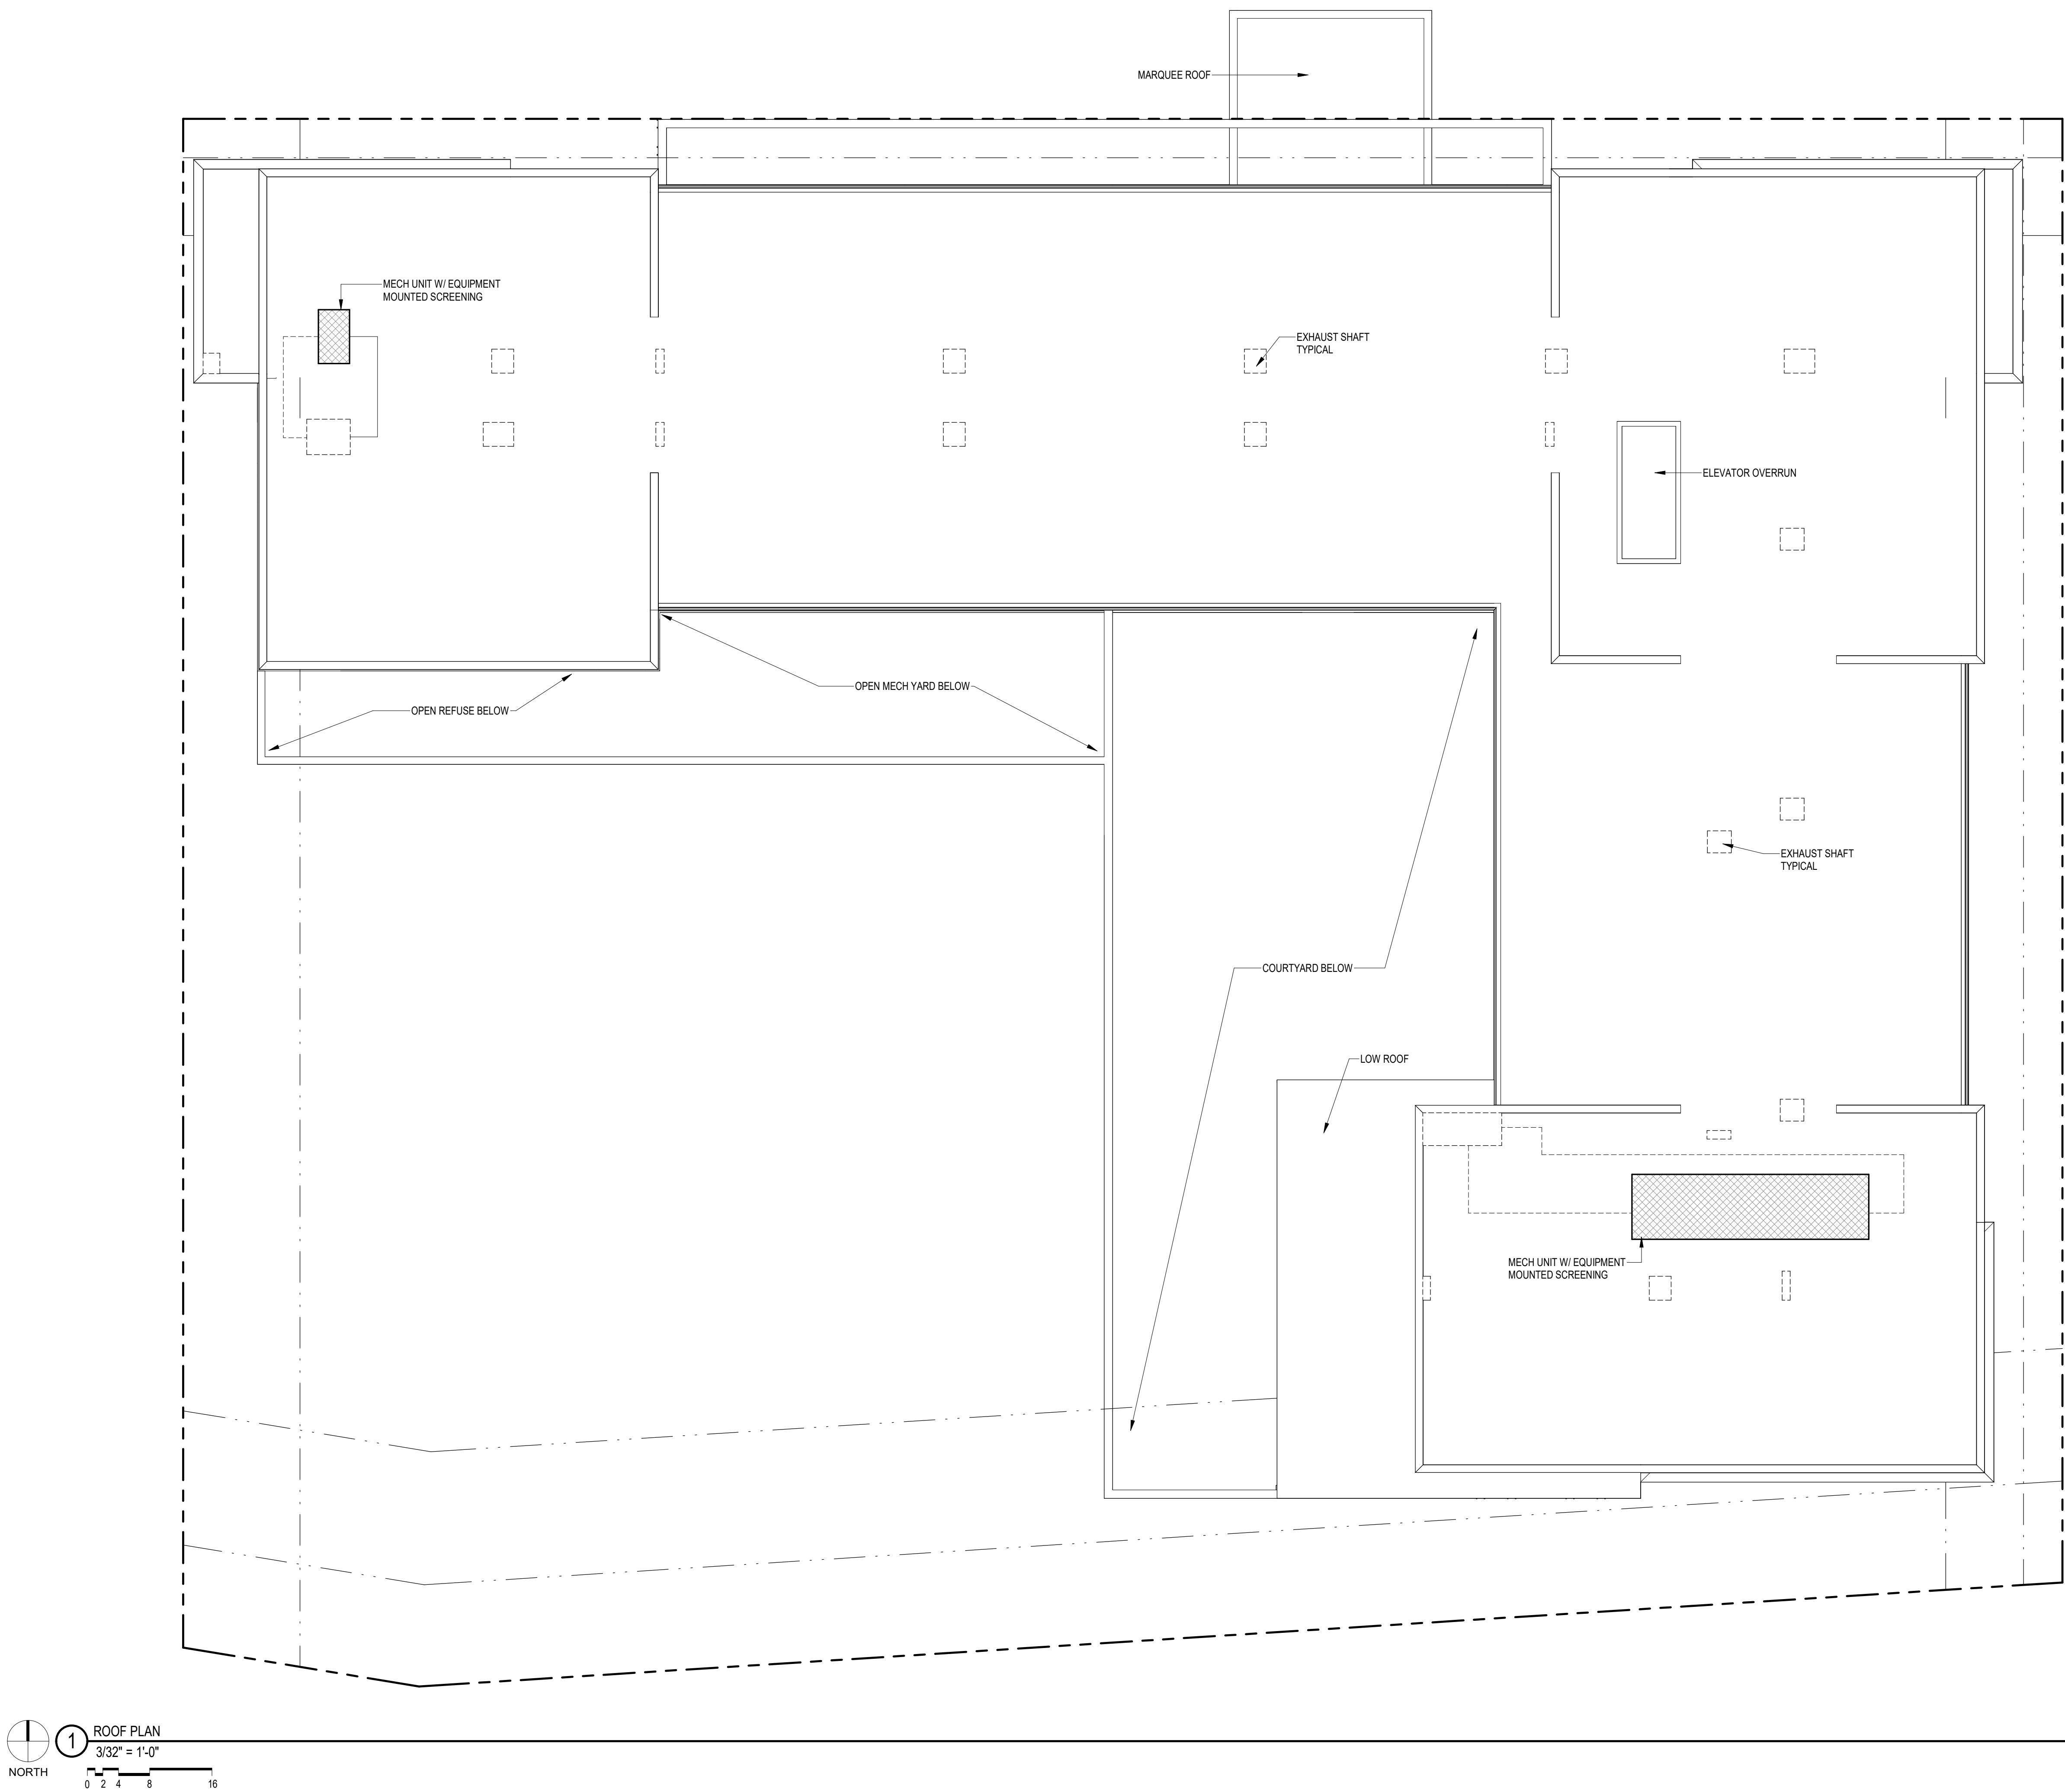 MARQUEE ROOF
MECH UNIT W/ EQUIPMENT
MOUNTED SCREENING
EXHAUST SHAFT
TYPICAL
ELEVATOR OVERRUN
OPEN MECH YARD BELOW
OPEN REFUSE BELOW
EXHAUST SHAFT
TYPICAL
COURTYARD BELOW
LOW ROOF
MECH UNIT W/ EQUIPMENT
MOUNTED SCREENING
1
ROOF PLAN
3/32" = 1'-0"
NORTH
0 2 4 8 16